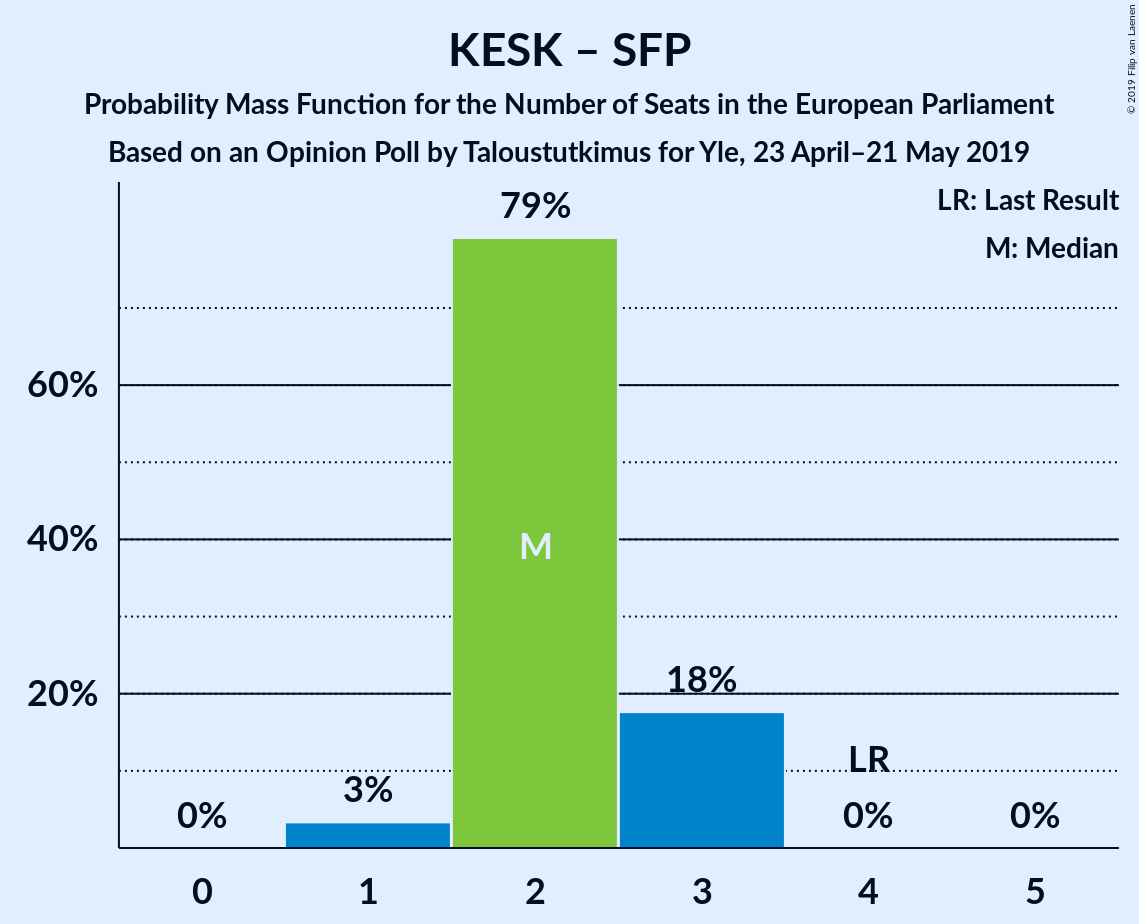 KESK – SFP
Probability Mass Function for the Number of Seats in the European Parliament
Based on an Opinion Poll by Taloustutkimus for Yle, 23 April–21 May 2019
© 2019 Filip van Laenen
LR: Last Result
M: Median
79%
60%
40%
M
20%
18%
LR
3%
0%
0%
0%
0
1
2
3
4
5